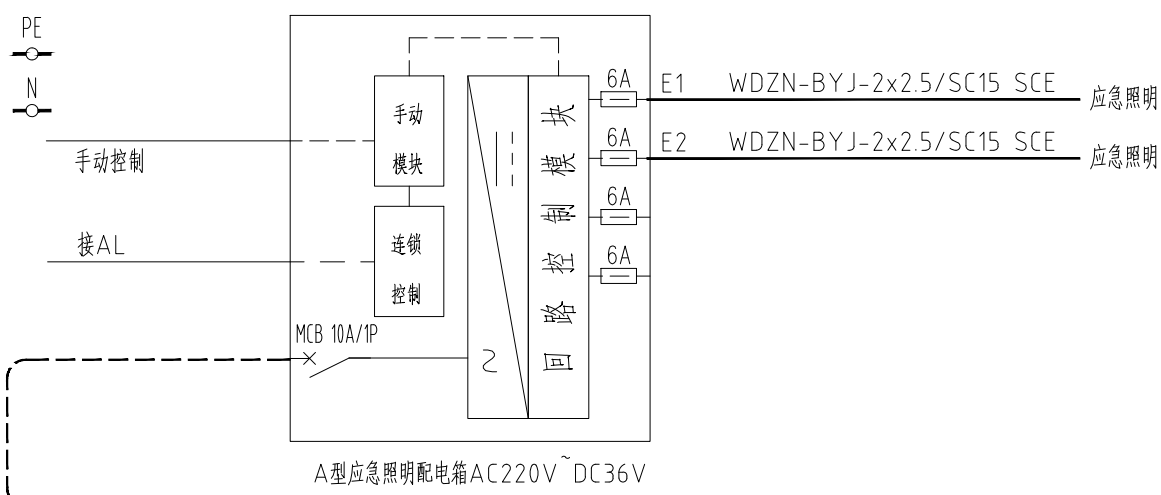 PE
N
手动控制
接AL
手动
模块
连锁
控制
MCB 10A/1P
回路控制模块
6A
E1 WDZN-BYJ-2x2.5/SC15 SCE
应急照明
6A
E2 WDZN-BYJ-2x2.5/SC15 SCE
应急照明
6A
6A
A型应急照明配电箱AC220V~DC36V